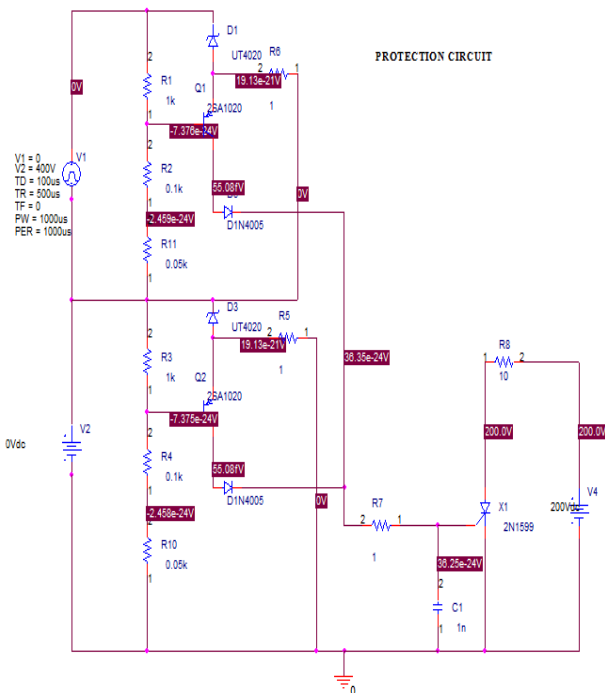 PROTECTION CIRCUIT
D1
UT4020
R6
2 1
1
19.13e-21V
0V
2
R1
1k
1
Q1
2SA1020
-7.376e-24V
V1
V1 = 0
V2 = 400V
TD = 100us
TR = 500us
TF = 0
PW = 1000us
PER = 1000us
2
R2
0.1k
1
-2.459e-24V
R11
0.05k
1
55.08fV
D1N4005
0V
D3
UT4020
R5
2 1
1
19.13e-21V
2
R3
1k
1
Q2
2SA1020
-7.375e-24V
36.35e-24V
V2
0Vdc
2
R4
0.1k
1
-2.458e-24V
2
R10
0.05k
1
55.08fV
D1N4005
0V
R7
2 1
1
36.25e-24V
2
C1
1n
1
R8
1 2
10
200.0V
200.0V
X1
2N1599
V4
200Vdc
0